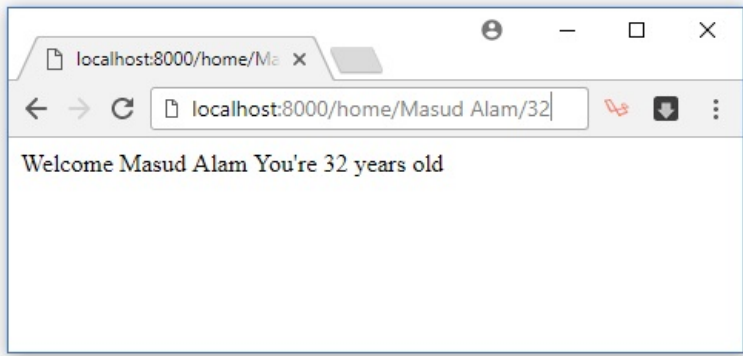 localhost:8000/home/Ma
localhost:8000/home/Masud Alam/32
Welcome Masud Alam You're 32 years old